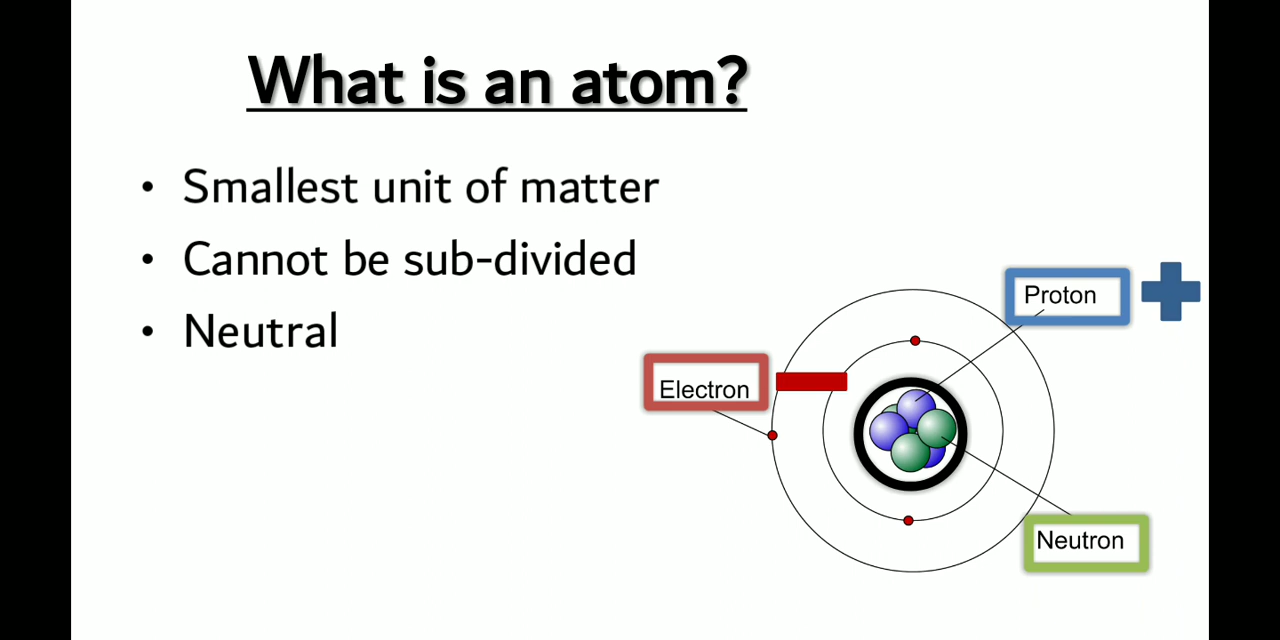 What is an atom?
• Smallest unit of matter
• Cannot be sub-divided
• Neutral
Proton
Electron
Neutron